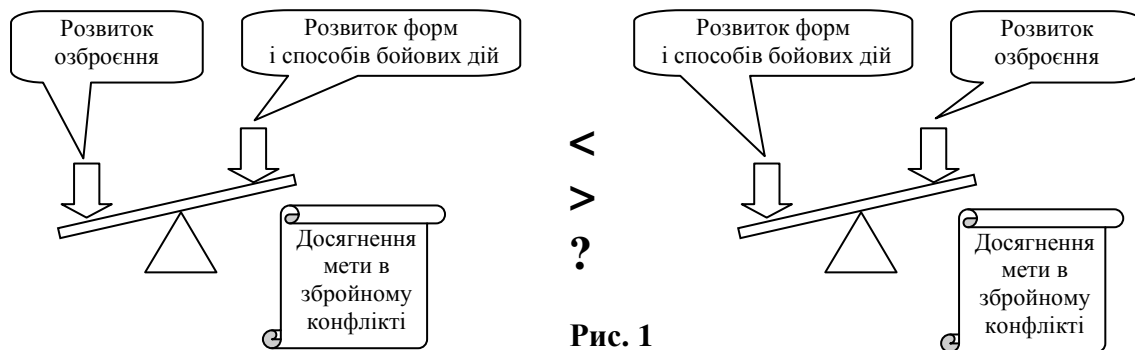 Розвиток
озброєння
Розвиток форм
і способів бойових дій
Досягнення
мети в
збройному
конфлікті
<
>
?
Рис. 1
Розвиток форм
і способів бойових дій
Розвиток
озброєння
Досягнення
мети в
збройному
конфлікті